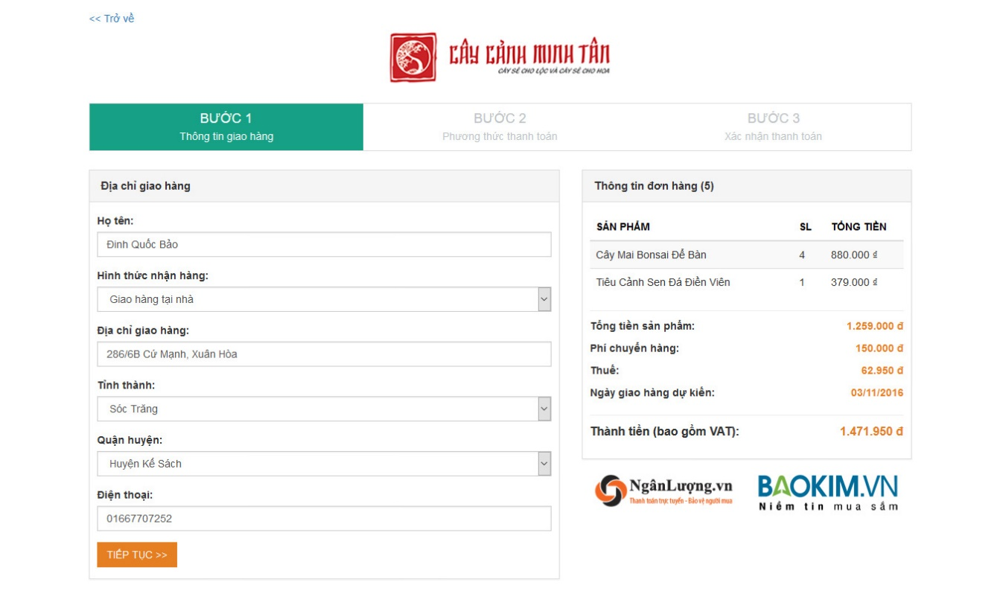 << Trở về
CÂY CẢNH MINH TÂN
CÂY SẼ CHO LỘC VÀ CÂY SẼ CHO HOA
BƯỚC 1
Thông tin giao hàng
BƯỚC 2
Phương thức thanh toán
BƯỚC 3
Xác nhận thanh toán
Địa chỉ giao hàng
Họ tên:
Đinh Quốc Bảo
Hình thức nhận hàng:
Giao hàng tại nhà
Địa chỉ giao hàng:
286/6B Cứ Mạnh, Xuân Hòa
Tỉnh thành:
Sóc Trăng
Quận huyện:
Huyện Kế Sách
Điện thoại:
01667707252
TIẾP TỤC >>
Thông tin đơn hàng (5)
SẢN PHẨM SL TỔNG TIỀN
Cây Mai Bonsai Để Bàn 4 880.000 ₫
Tiểu Cảnh Sen Đá Điền Viên 1 379.000 ₫
Tổng tiền sản phẩm: 1.259.000 đ
Phí chuyển hàng: 150.000 đ
Thuế: 62.950 đ
Ngày giao hàng dự kiến: 03/11/2016
Thành tiền (bao gồm VAT): 1.471.950 đ
NgânLượng.vn
Thanh toán trực tuyến - Bảo vệ người mua
BAOKIM.VN
Niềm tin mua sắm